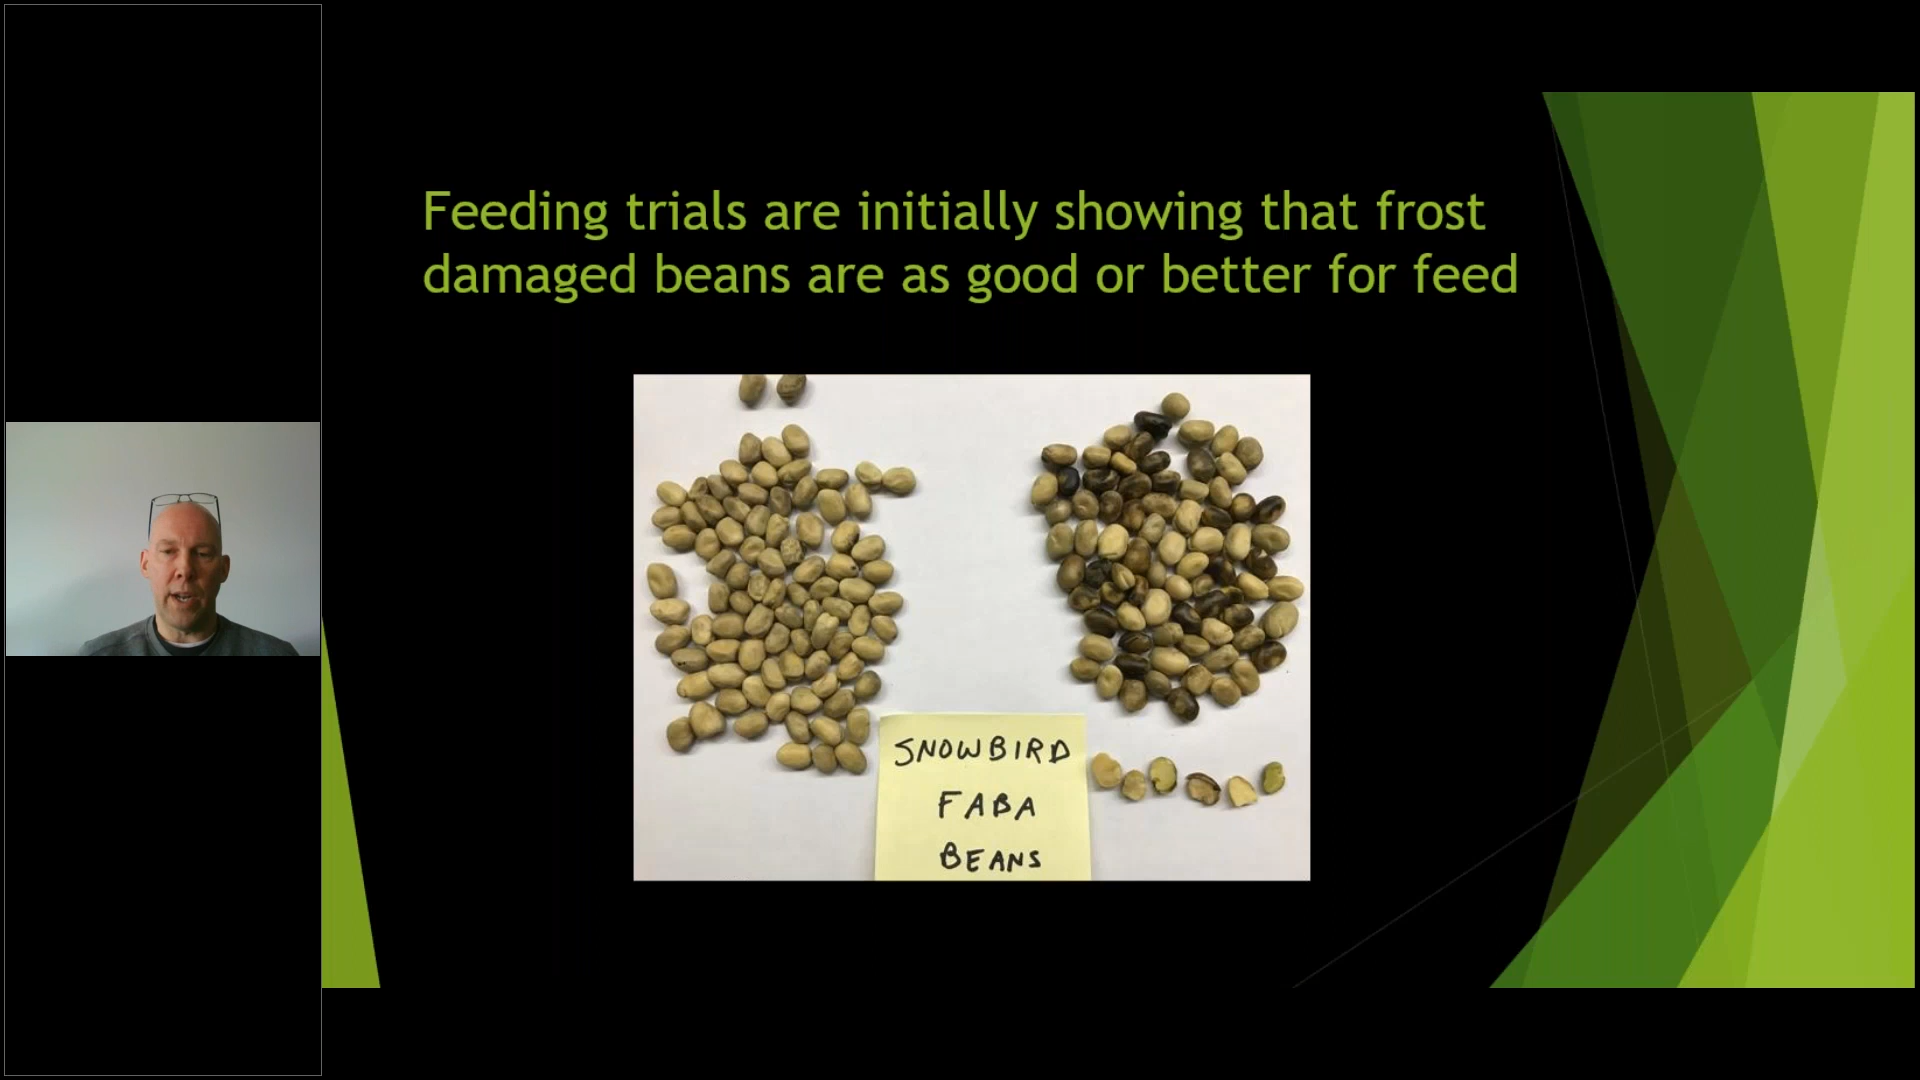 Feeding trials are initially showing that frost
damaged beans are as good or better for feed
SNOWBIRD
FABA
BEANS